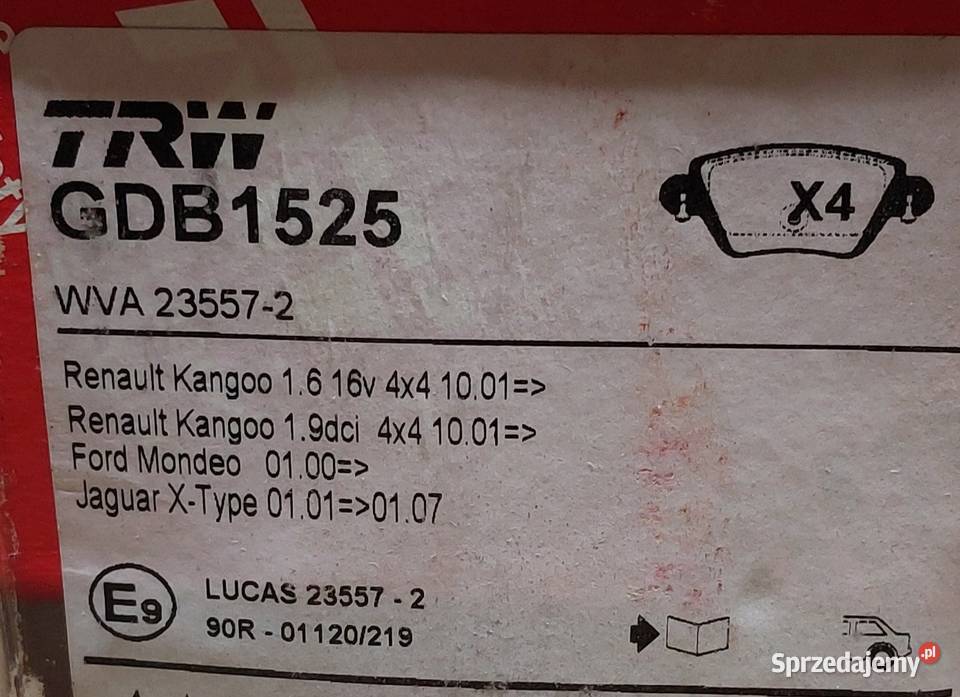 TRW
GDB1525
X4
WVA 23557-2
Renault Kangoo 1.6 16v 4x4 10.01=>
Renault Kangoo 1.9dci 4x4 10.01=>
Ford Mondeo 01.00=>
Jaguar X-Type 01.01=>01.07
E9
LUCAS 23557 - 2
90R - 01120/219
Sprzedajemy.pl